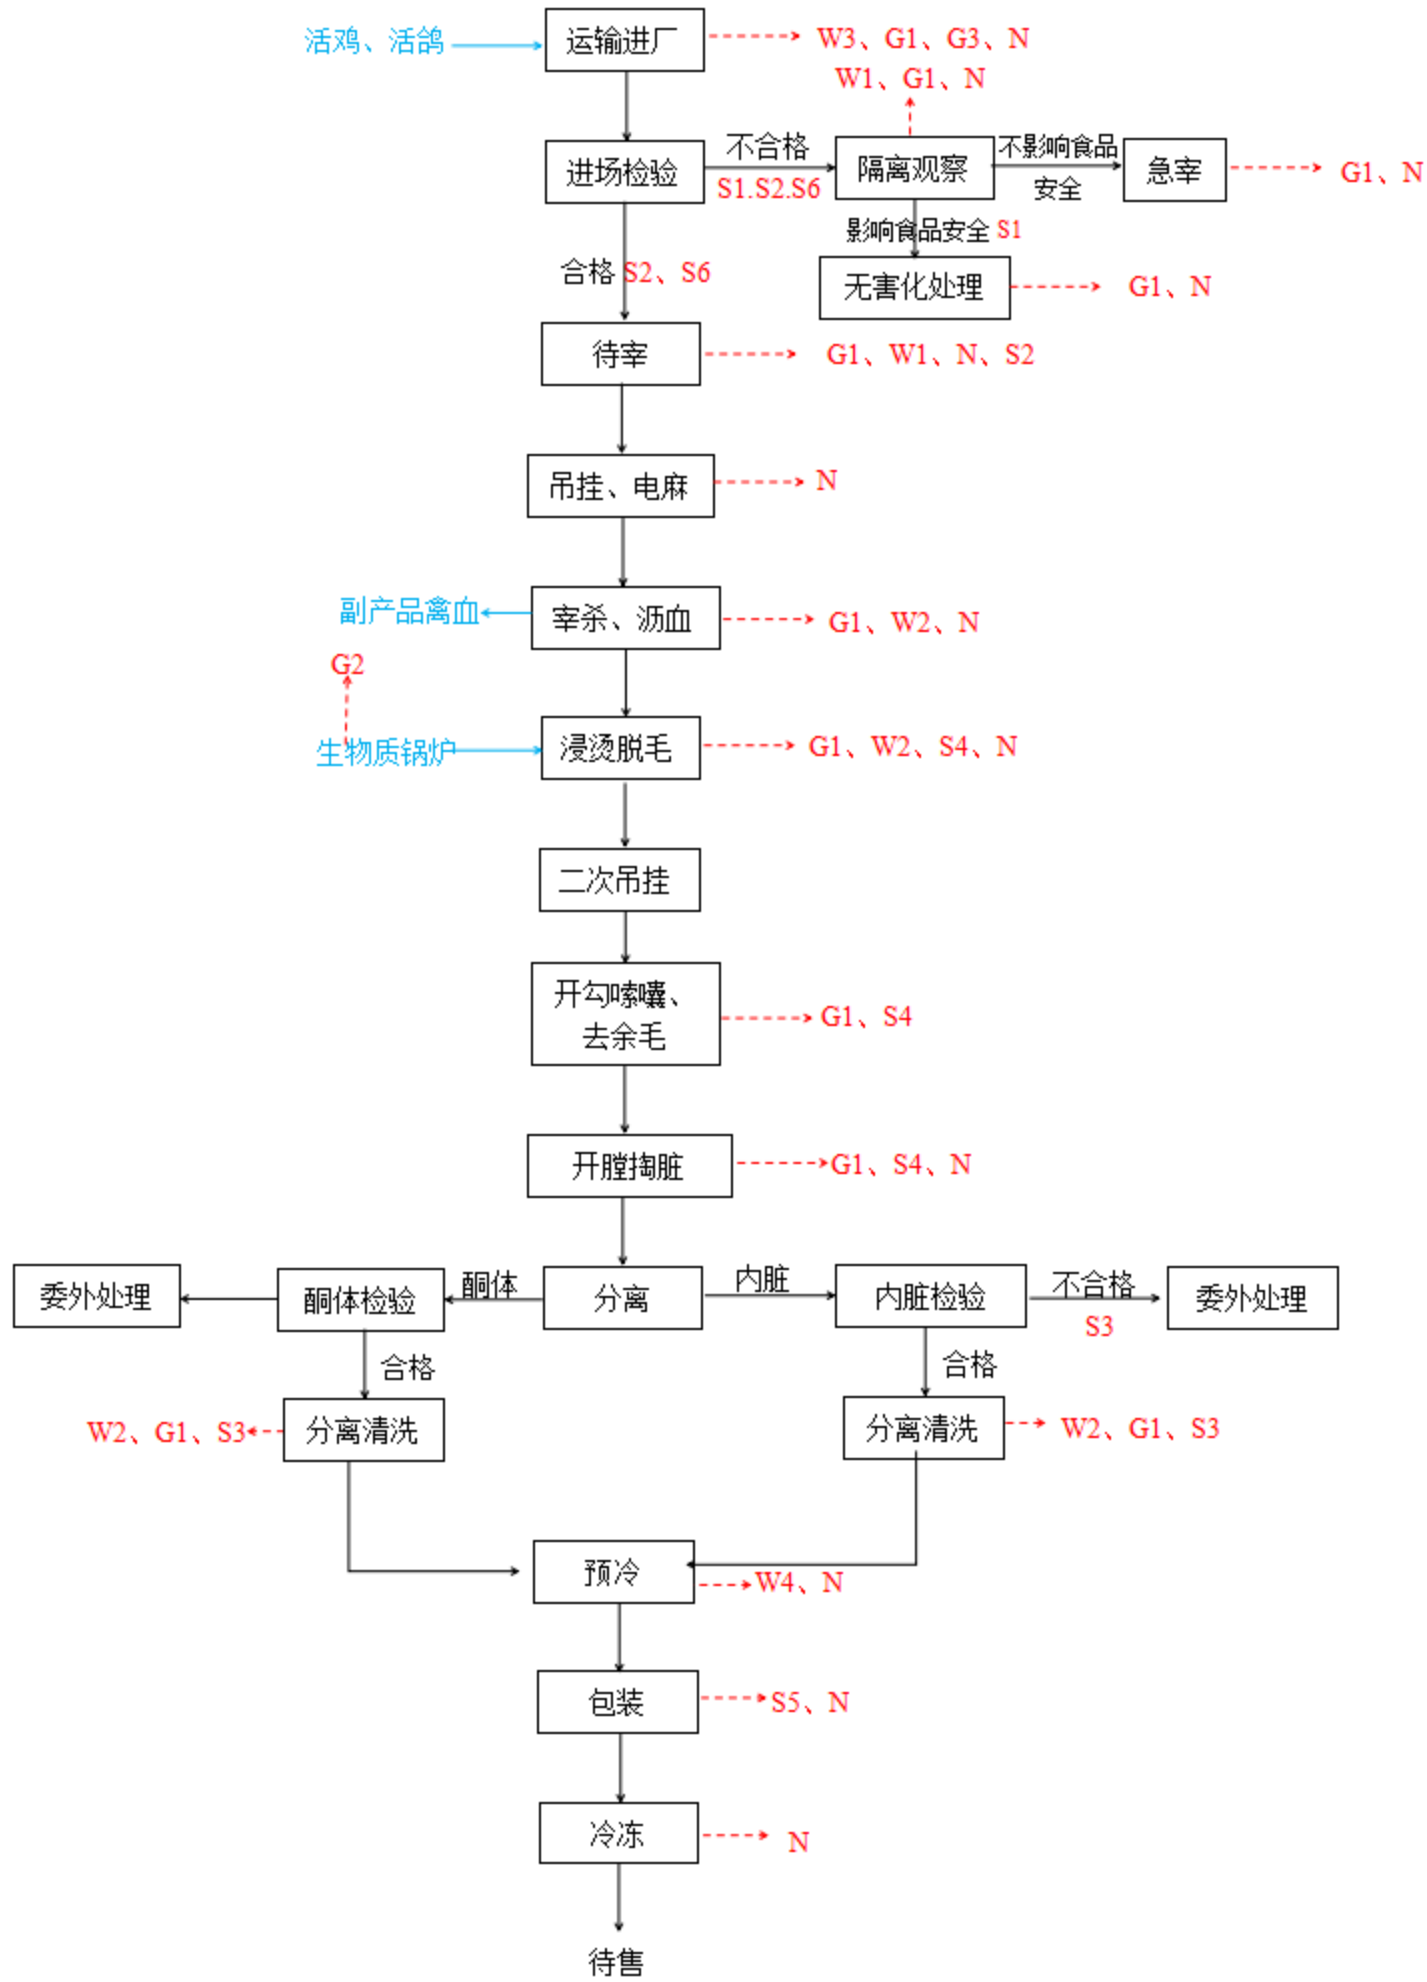 活鸡、活鸽
运输进厂
W3、G1、G3、N
W1、G1、N
进场检验
不合格
S1.S2.S6
隔离观察
不影响食品
安全
急宰
G1、N
影响食品安全 S1
合格 S2、S6
无害化处理
G1、N
待宰
G1、W1、N、S2
吊挂、电麻
N
副产品禽血
宰杀、沥血
G1、W2、N
G2
生物质锅炉
浸烫脱毛
G1、W2、S4、N
二次吊挂
开勾嗦囊、
去余毛
G1、S4
开膛掏脏
G1、S4、N
委外处理
酮体检验
酮体
分离
内脏
内脏检验
不合格
S3
委外处理
合格
合格
W2、G1、S3
分离清洗
分离清洗
W2、G1、S3
预冷
W4、N
包装
S5、N
冷冻
N
待售